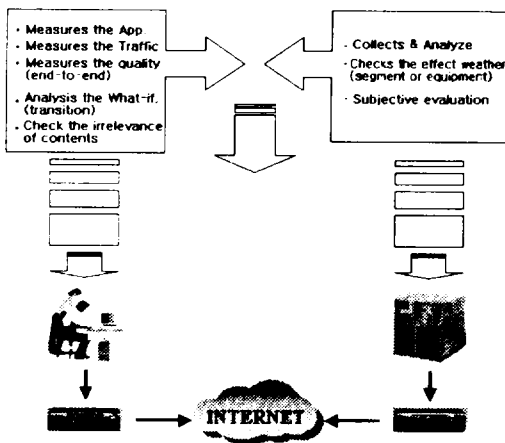 · Measures the App.
· Measures the Traffic
· Measures the quality
(end-to-end)
· Analysis the What-if.
(transition)
· Check the irrelevance
of contents
· Collects & Analyze
· Checks the effect weather
(segment or equipment)
· Subjective evaluation
INTERNET